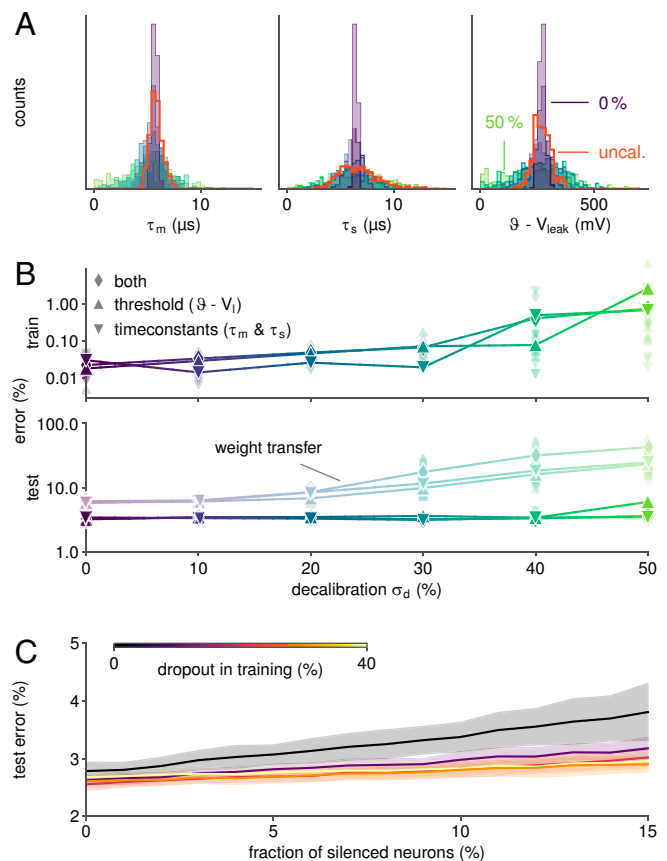 A
counts
0 %
50 %
uncal.
0 10
τm (µs)
0 10
τs (µs)
0 500
ϑ - Vleak (mV)
B
both
threshold (ϑ - Vl)
timeconstants (τm & τs)
1.00
0.10
0.01
train
error (%)
100.0
10.0
1.0
test
weight transfer
0 10 20 30 40 50
decalibration σd (%)
C
5
4
3
2
test error (%)
0 40
dropout in training (%)
0 5 10 15
fraction of silenced neurons (%)